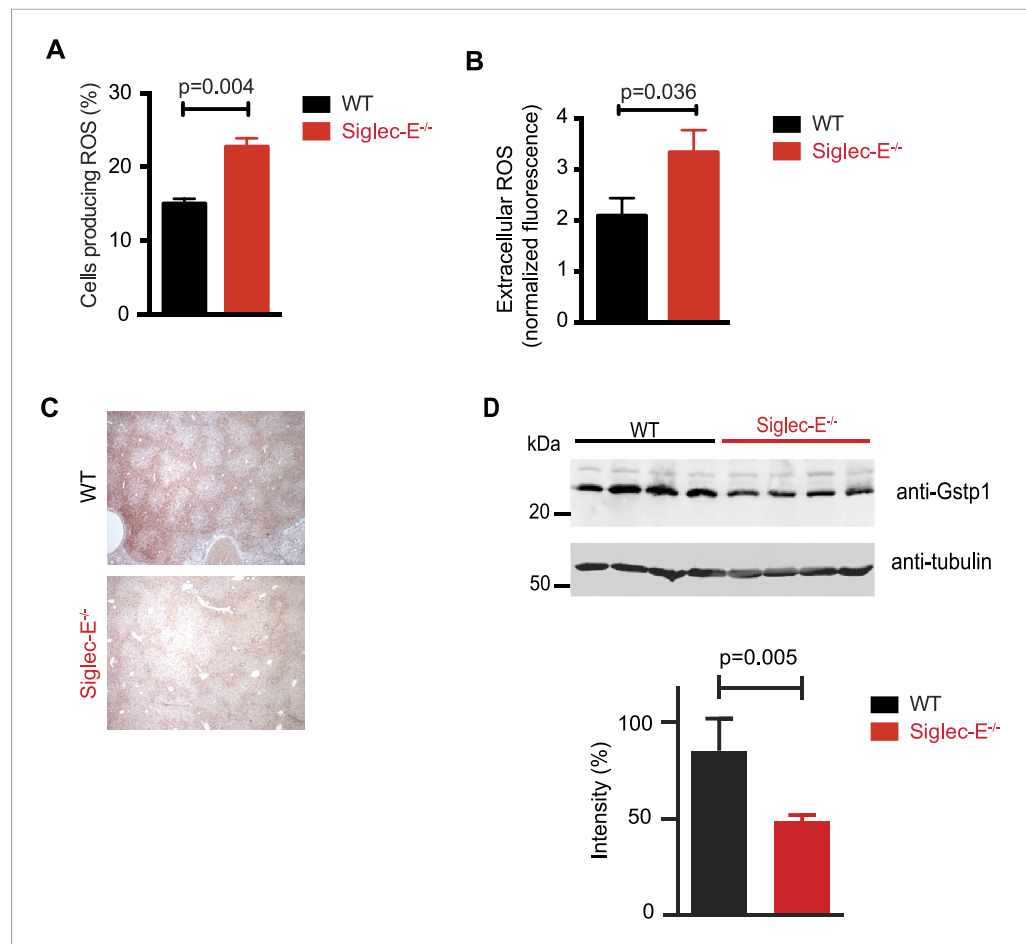 A
p=0.004
30
20
10
0
Cells producing ROS (%)
WT
Siglec-E-/-
B
p=0.036
4
3
2
1
0
Extracellular ROS
(normalized fluorescence)
WT
Siglec-E-/-
C
WT
Siglec-E-/-
D
kDa
WT
Siglec-E-/-
20
anti-Gstp1
50
anti-tubulin
p=0.005
100
50
0
Intensity (%)
WT
Siglec-E-/-